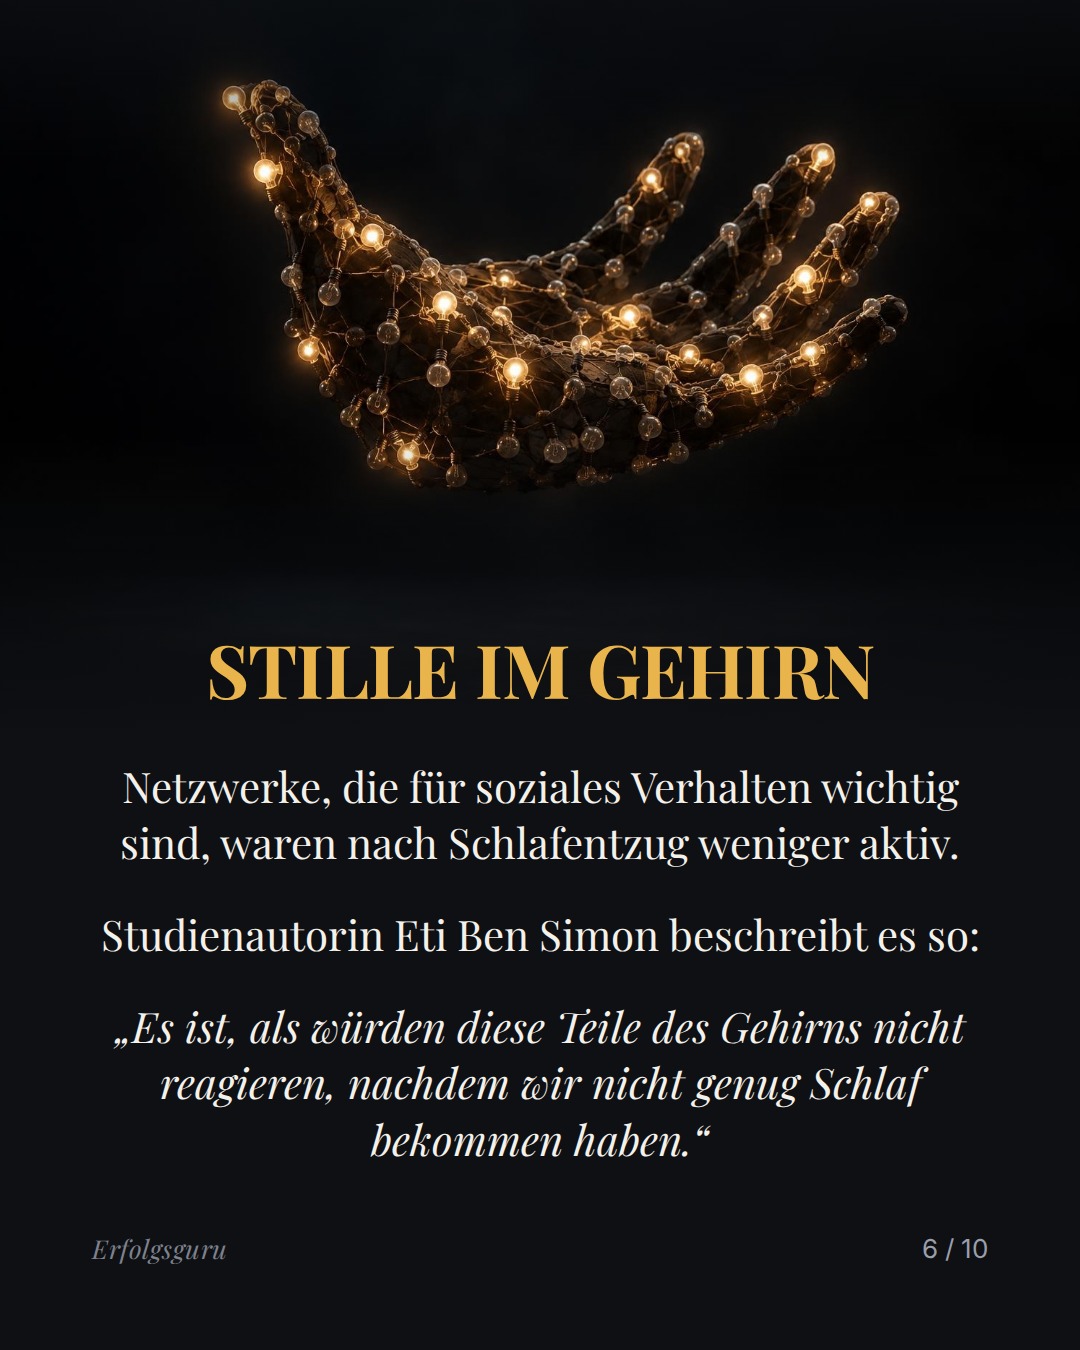 STILLE IM GEHIRN
Netzwerke, die für soziales Verhalten wichtig
sind, waren nach Schlafentzug weniger aktiv.
Studienautorin Eti Ben Simon beschreibt es so:
„Es ist, als würden diese Teile des Gehirns nicht
reagieren, nachdem wir nicht genug Schlaf
bekommen haben.“
Erfolgsguru
6 / 10